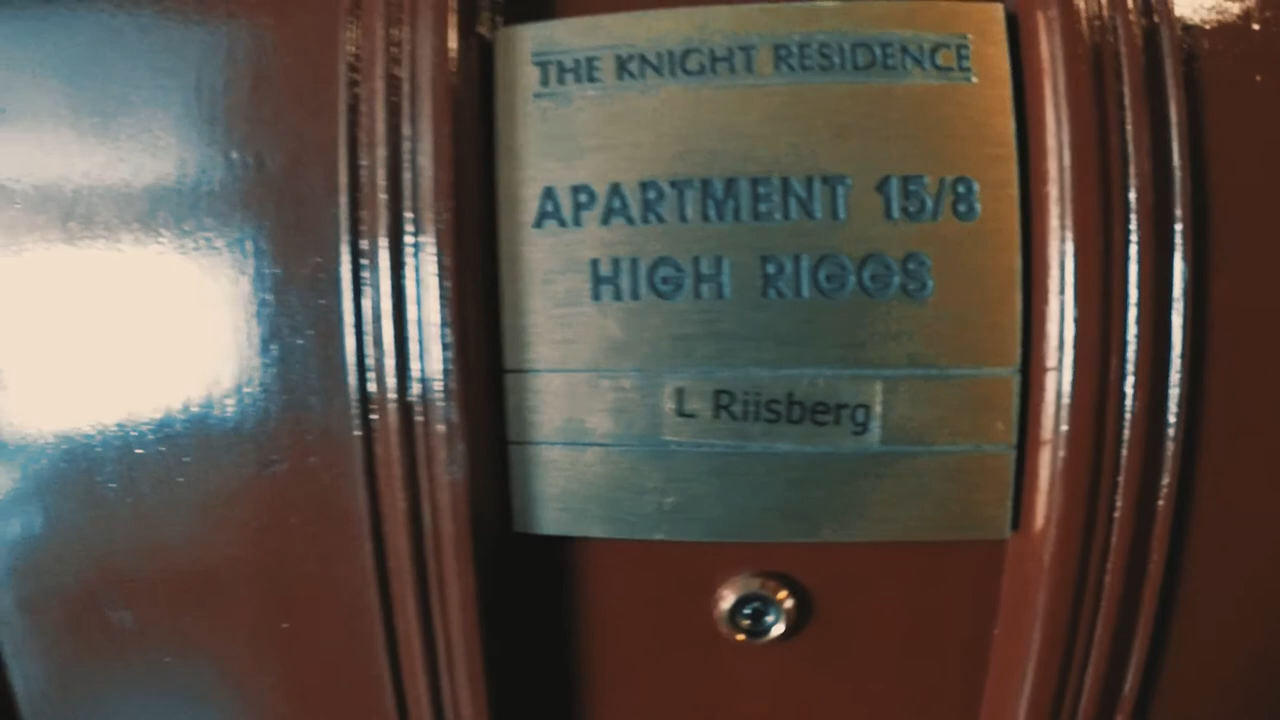 THE KNIGHT RESIDENCE
APARTMENT 15/8
HIGH RIGGS
L Riisberg